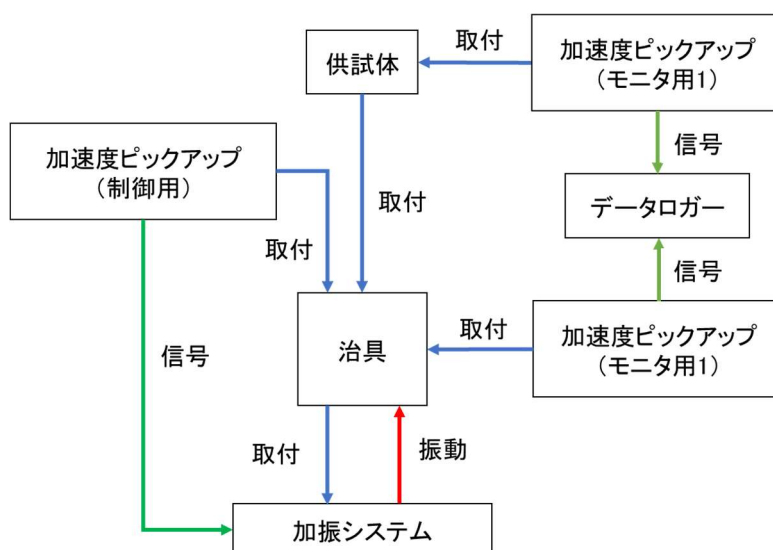 供試体
取付
加速度ピックアップ
（モニタ用1）
加速度ピックアップ
（制御用）
信号
取付
データロガー
取付
信号
治具
取付
加速度ピックアップ
（モニタ用1）
信号
取付
振動
加振システム